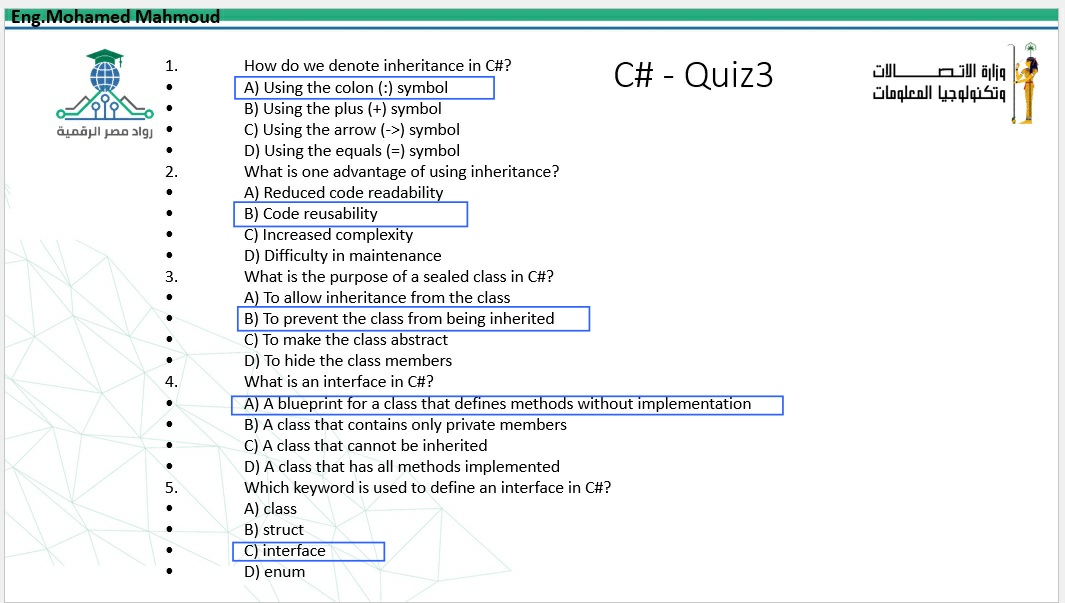 Eng.Mohamed Mahmoud
رواد مصر الرقمية
C# - Quiz3
وزارة الاتصالات
وتكنولوجيا المعلومات
1. How do we denote inheritance in C#?
• A) Using the colon (:) symbol
• B) Using the plus (+) symbol
• C) Using the arrow (->) symbol
• D) Using the equals (=) symbol
2. What is one advantage of using inheritance?
• A) Reduced code readability
• B) Code reusability
• C) Increased complexity
• D) Difficulty in maintenance
3. What is the purpose of a sealed class in C#?
• A) To allow inheritance from the class
• B) To prevent the class from being inherited
• C) To make the class abstract
• D) To hide the class members
4. What is an interface in C#?
• A) A blueprint for a class that defines methods without implementation
• B) A class that contains only private members
• C) A class that cannot be inherited
• D) A class that has all methods implemented
5. Which keyword is used to define an interface in C#?
• A) class
• B) struct
• C) interface
• D) enum